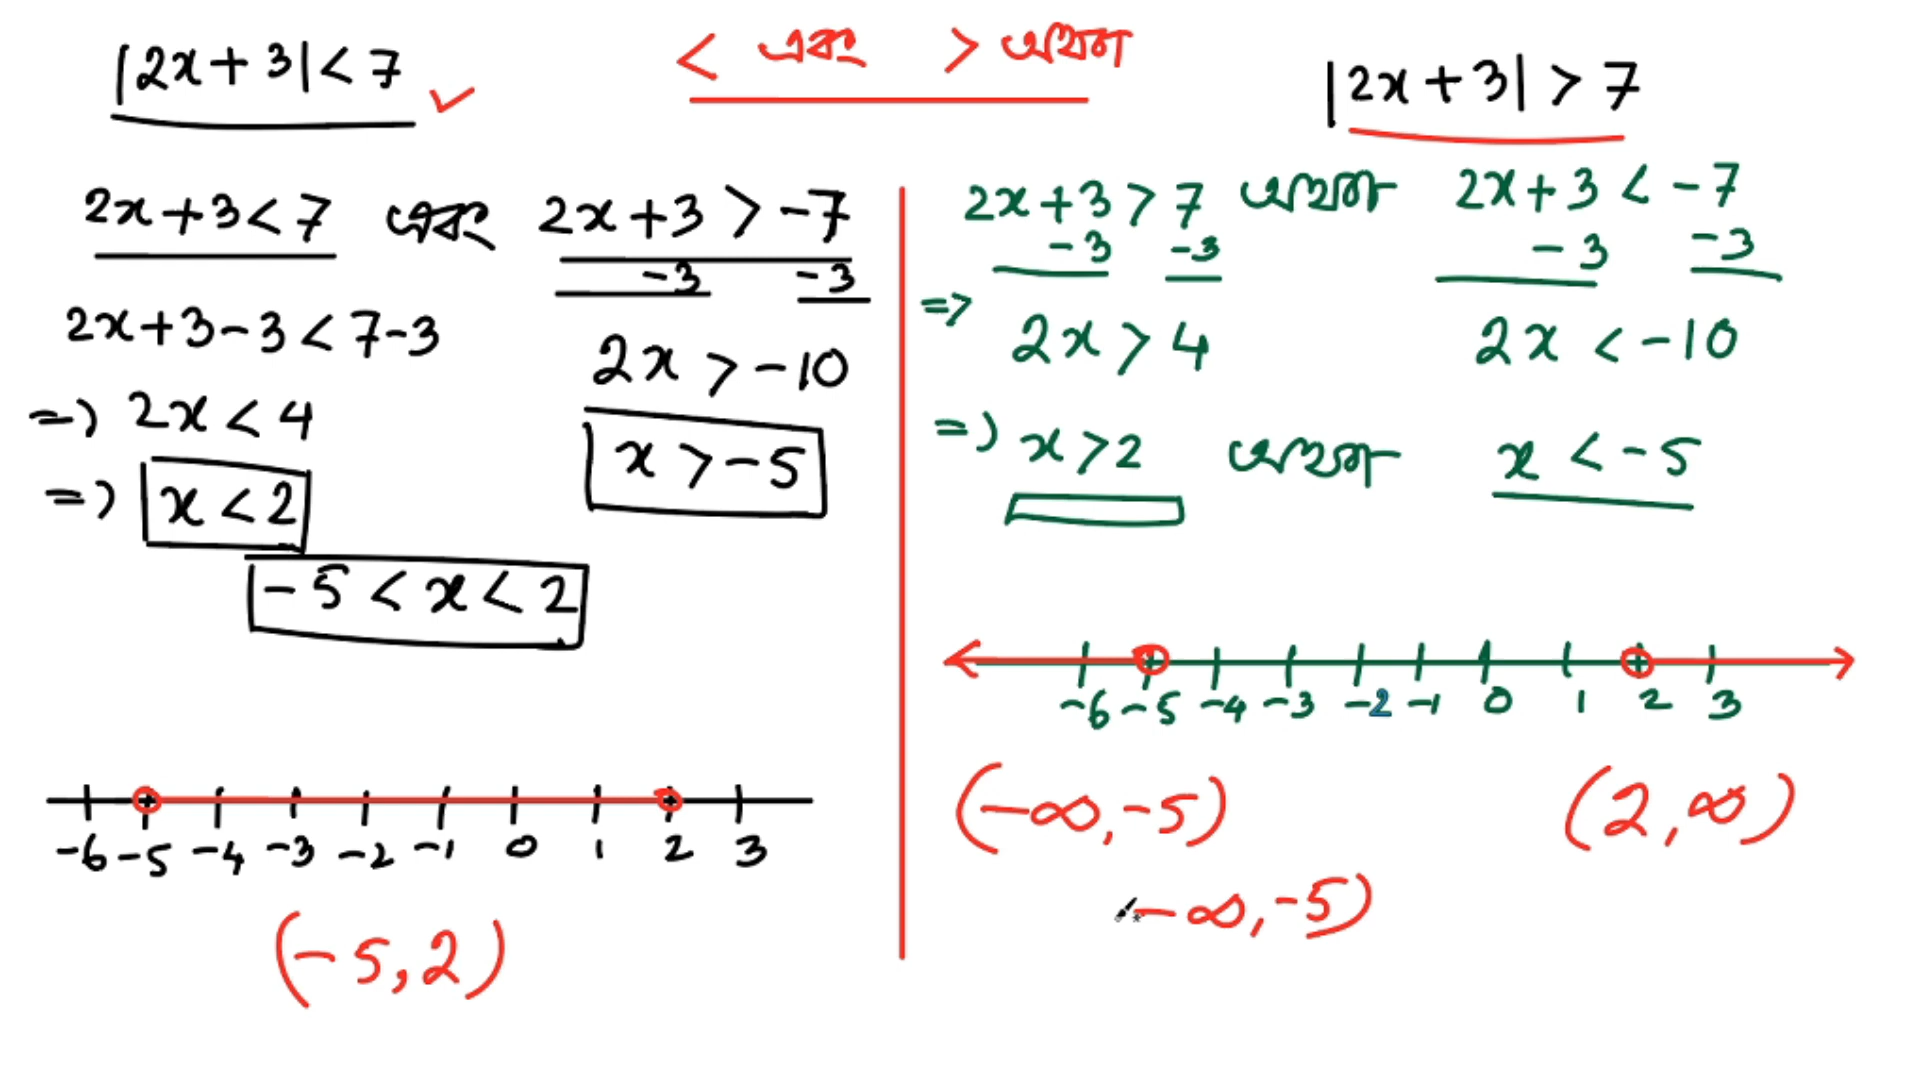 |2x+3|<7
< এবং > অথবা
|2x+3|>7
2x+3<7 এবং 2x+3>-7
-3 -3
2x+3-3<7-3
2x>-10
=> 2x<4
x>-5
=> x<2
-5<x<2
-6 -5 -4 -3 -2 -1 0 1 2 3
(-5,2)
2x+3>7 অথবা 2x+3<-7
-3 -3 -3 -3
=> 2x>4 2x<-10
=> x>2 অথবা x<-5
-6 -5 -4 -3 -2 -1 0 1 2 3
(-∞,-5) (2,∞)
-∞,-5)